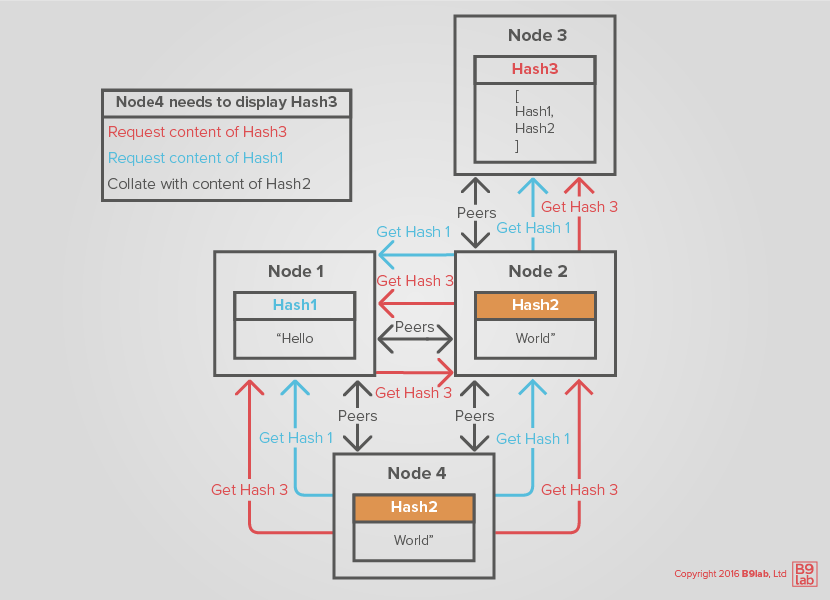 Node 3
Hash3
[
Hash1,
Hash2
]
Node4 needs to display Hash3
Request content of Hash3
Request content of Hash1
Collate with content of Hash2
Peers
Get Hash 3
Get Hash 1
Get Hash 1
Node 1
Hash1
“Hello
Get Hash 3
Peers
Get Hash 3
Node 2
Hash2
World”
Peers
Peers
Get Hash 1
Get Hash 1
Get Hash 3
Get Hash 3
Node 4
Hash2
World”
Copyright 2016 B9lab, Ltd
B9
lab